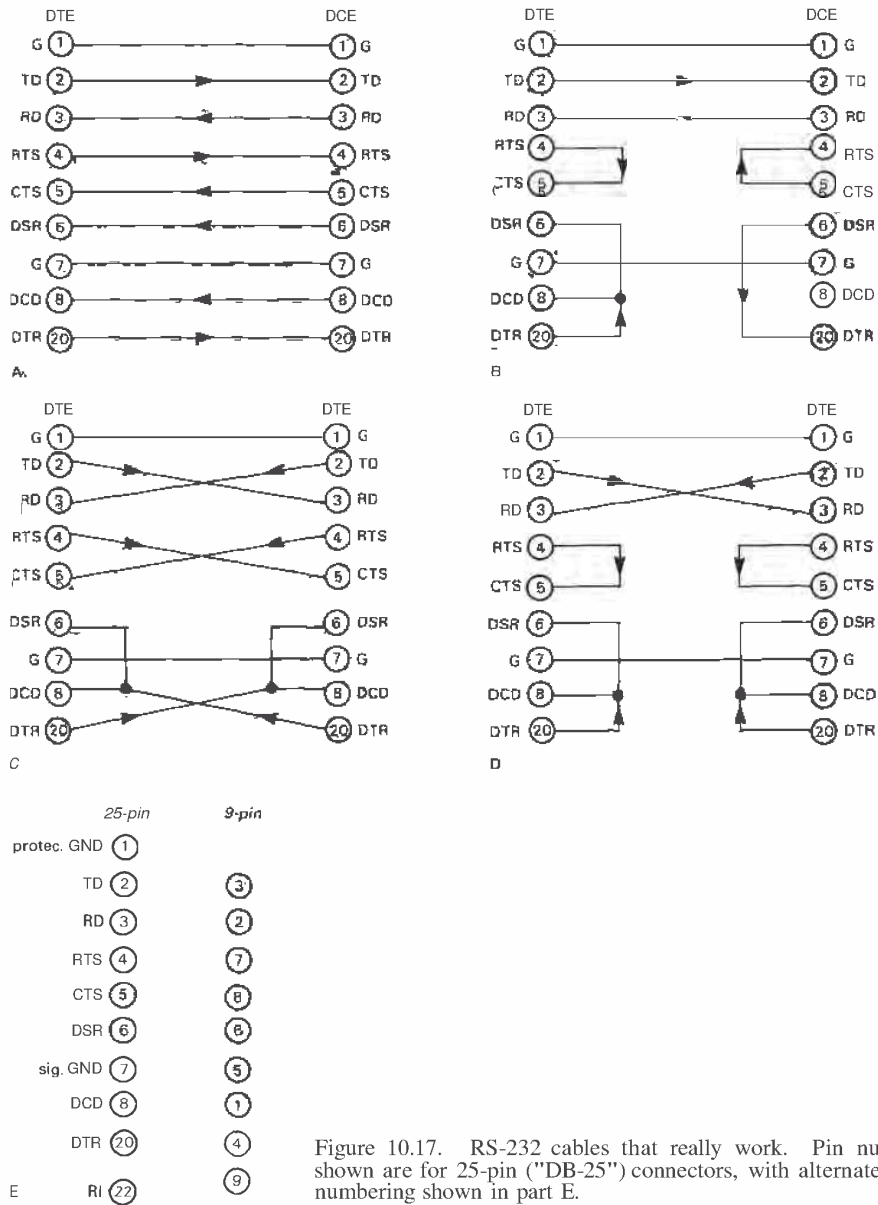 DTE DCE
G 1 1 G
TD 2 2 TD
RD 3 3 RD
RTS 4 4 RTS
CTS 5 5 CTS
DSR 6 6 DSR
G 7 7 G
DCD 8 8 DCD
DTR 20 20 DTR
A
DTE DCE
G 1 1 G
TD 2 2 TD
RD 3 3 RD
RTS 4 4 RTS
CTS 5 5 CTS
DSR 6 6 DSR
G 7 7 G
DCD 8 8 DCD
DTR 20 20 DTR
B
DTE DTE
G 1 1 G
TD 2 2 TD
RD 3 3 RD
RTS 4 4 RTS
CTS 5 5 CTS
DSR 6 6 DSR
G 7 7 G
DCD 8 8 DCD
DTR 20 20 DTR
C
DTE DTE
G 1 1 G
TD 2 2 TD
RD 3 3 RD
RTS 4 4 RTS
CTS 5 5 CTS
DSR 6 6 DSR
G 7 7 G
DCD 8 8 DCD
DTR 20 20 DTR
D
25-pin 9-pin
protec. GND 1
TD 2 3
RD 3 2
RTS 4 7
CTS 5 8
DSR 6 6
sig. GND 7 5
DCD 8 1
DTR 20 4
RI 22 9
E
Figure 10.17. RS-232 cables that really work. Pin nu
shown are for 25-pin ("DB-25") connectors, with alternate
numbering shown in part E.